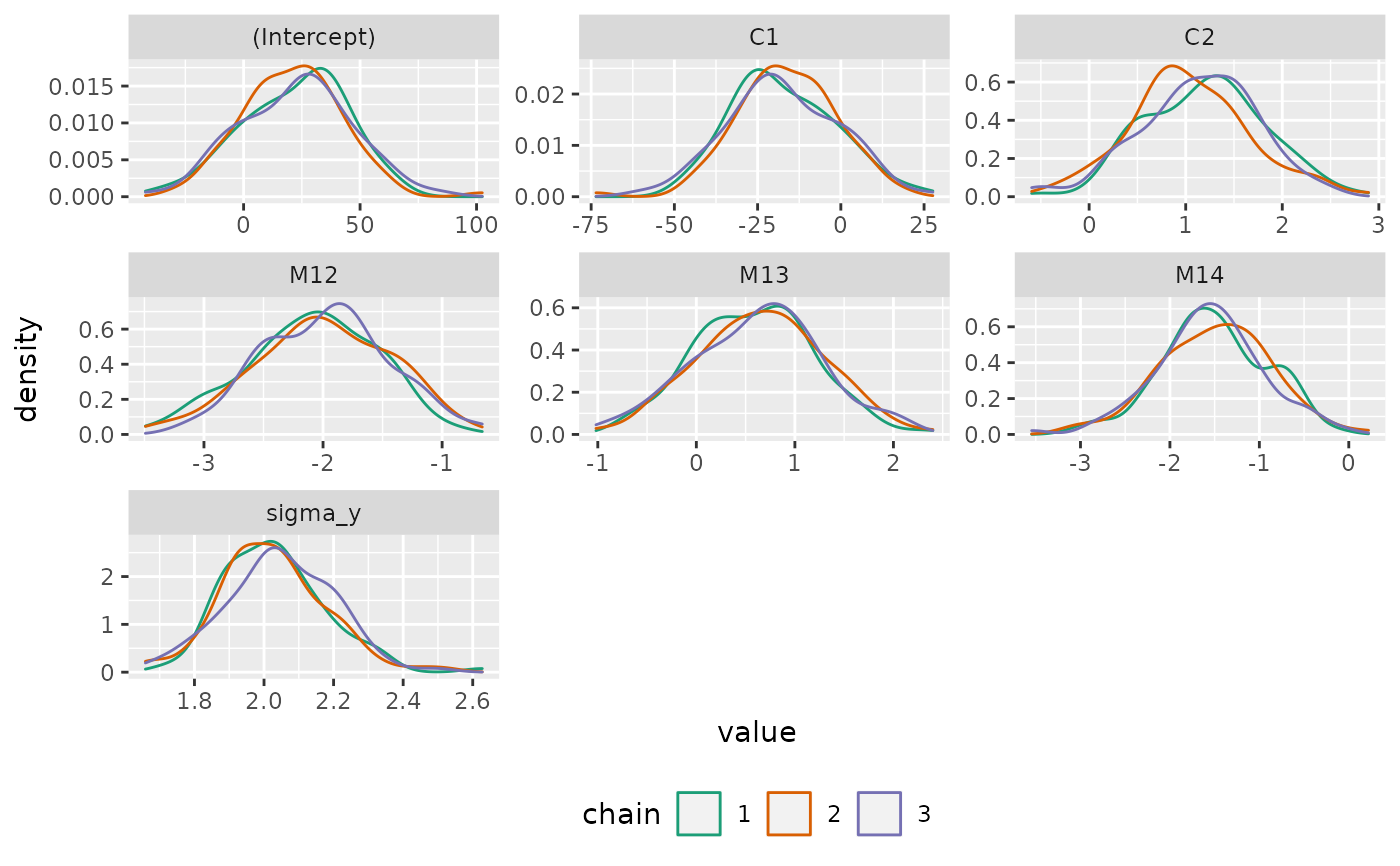 (Intercept) C1 C2
0.015 0.02 0.6
0.010 0.4
0.005 0.01 0.2
0.000 0.00 0.0
0 50 100 -75 -50 -25 0 25 0 1 2 3
M12 M13 M14
0.6 0.6 0.6
0.4 0.4 0.4
0.2 0.2 0.2
0.0 0.0 0.0
-3 -2 -1 -1 0 1 2 -3 -2 -1 0
density
sigma_y
2
1
0
1.8 2.0 2.2 2.4 2.6
value
chain 1 2 3